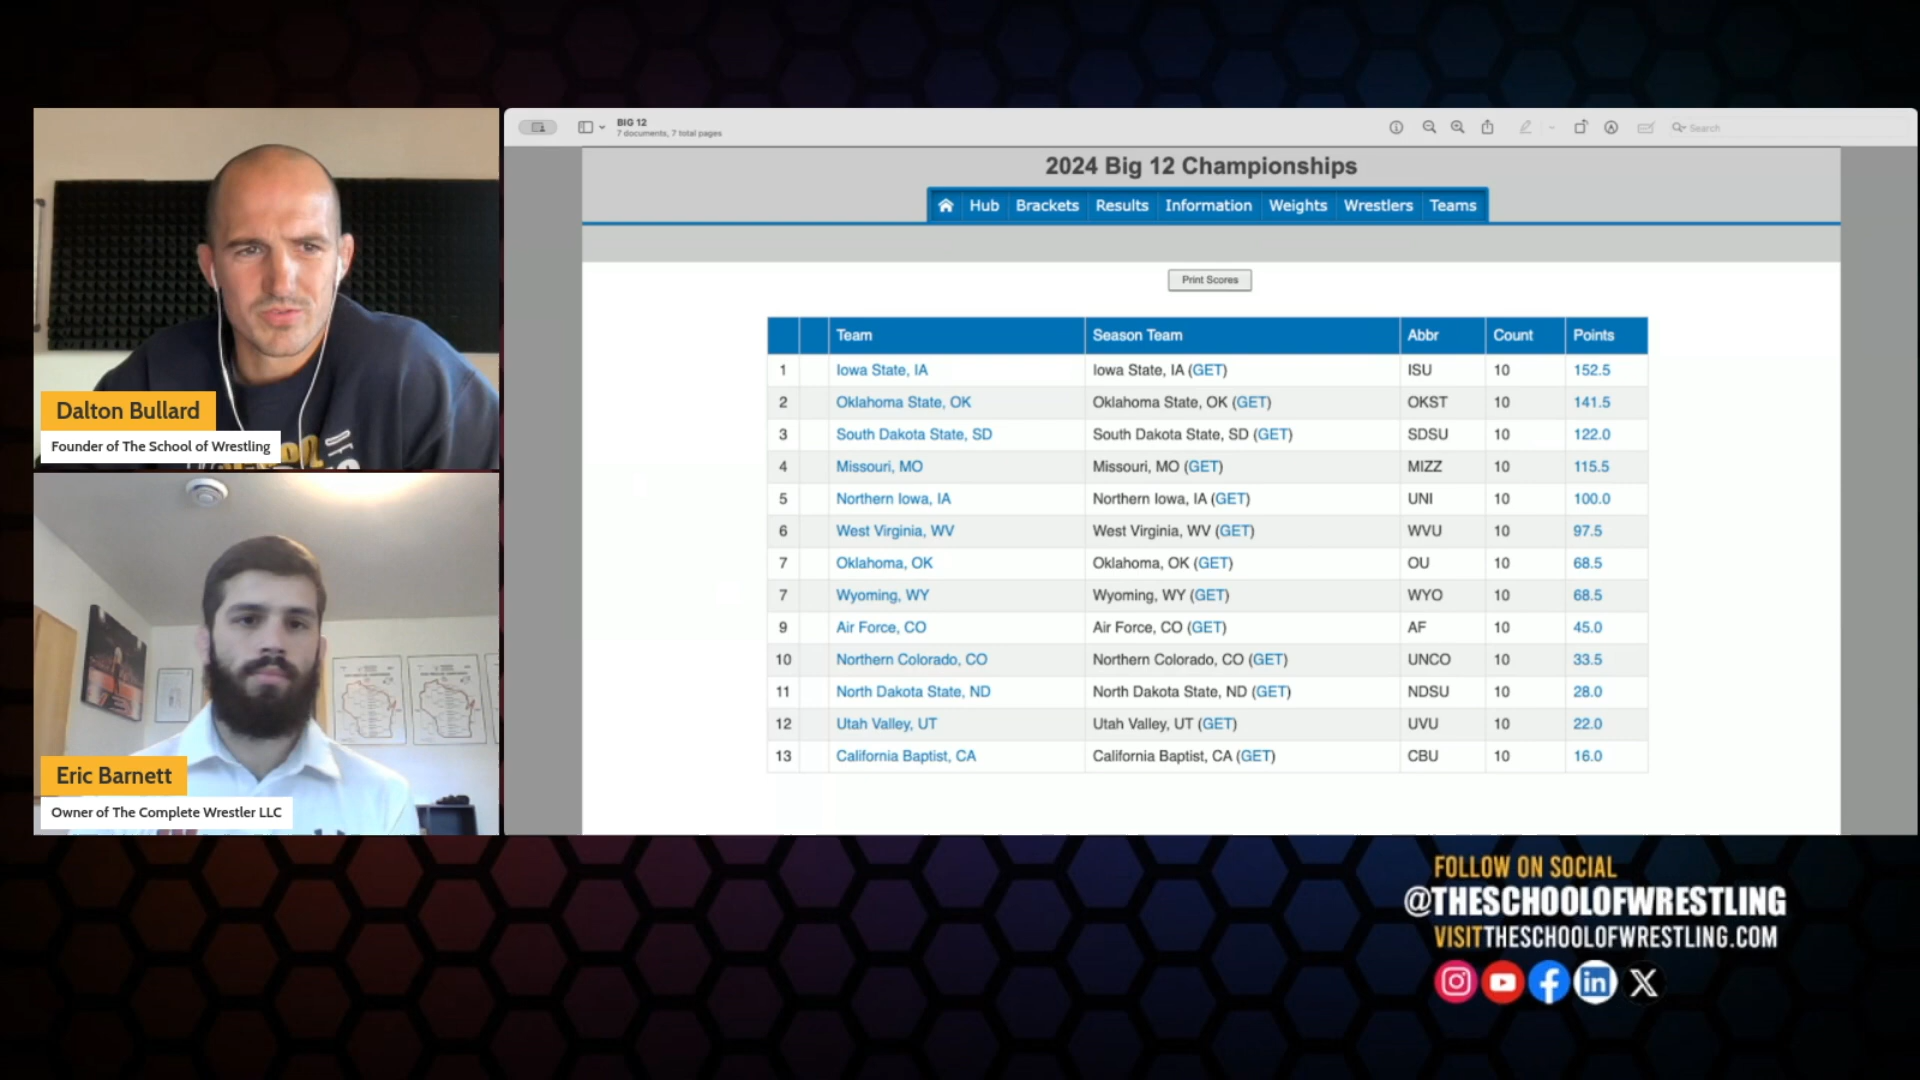 BIG 12
7 documents, 7 total pages
Search
2024 Big 12 Championships
Hub Brackets Results Information Weights Wrestlers Teams
Print Scores
Team Season Team Abbr Count Points
1 Iowa State, IA Iowa State, IA (GET) ISU 10 152.5
2 Oklahoma State, OK Oklahoma State, OK (GET) OKST 10 141.5
3 South Dakota State, SD South Dakota State, SD (GET) SDSU 10 122.0
4 Missouri, MO Missouri, MO (GET) MIZZ 10 115.5
5 Northern Iowa, IA Northern Iowa, IA (GET) UNI 10 100.0
6 West Virginia, WV West Virginia, WV (GET) WVU 10 97.5
7 Oklahoma, OK Oklahoma, OK (GET) OU 10 68.5
7 Wyoming, WY Wyoming, WY (GET) WYO 10 68.5
9 Air Force, CO Air Force, CO (GET) AF 10 45.0
10 Northern Colorado, CO Northern Colorado, CO (GET) UNCO 10 33.5
11 North Dakota State, ND North Dakota State, ND (GET) NDSU 10 28.0
12 Utah Valley, UT Utah Valley, UT (GET) UVU 10 22.0
13 California Baptist, CA California Baptist, CA (GET) CBU 10 16.0
Dalton Bullard
Founder of The School of Wrestling
Eric Barnett
Owner of The Complete Wrestler LLC
FOLLOW ON SOCIAL
@THESCHOOLOFWRESTLING
VISITTHESCHOOLOFWRESTLING.COM